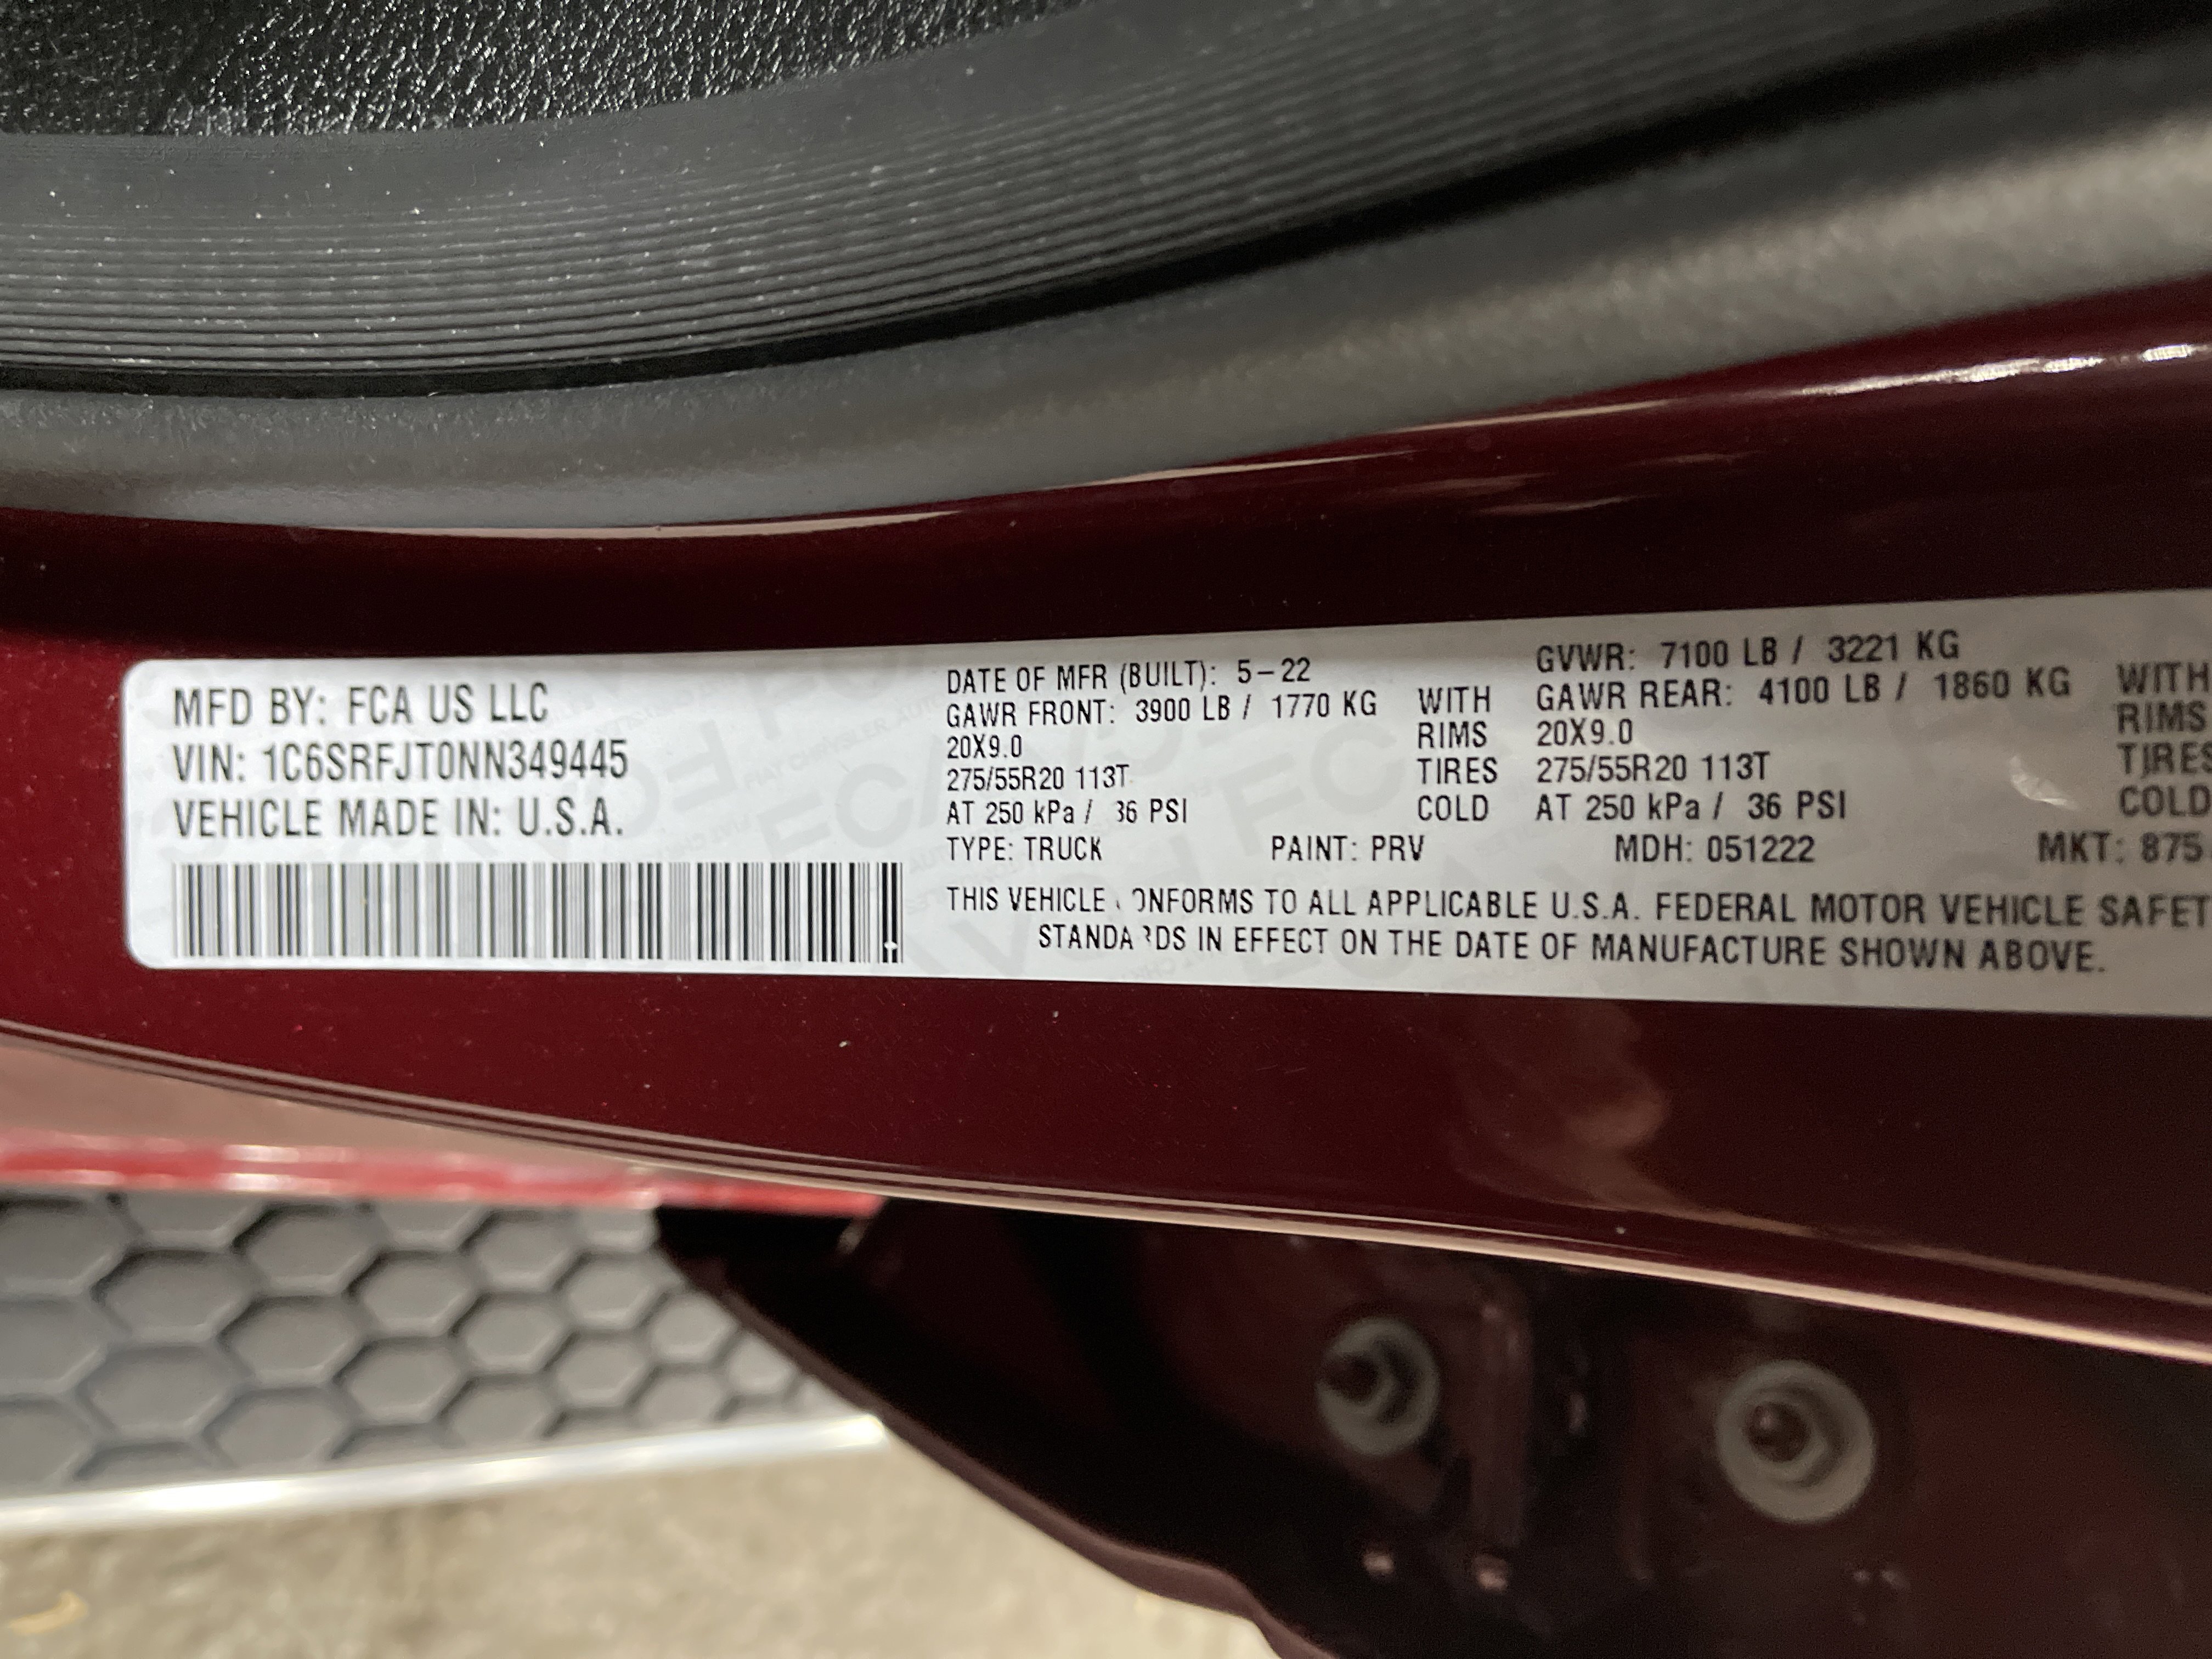 MFD BY: FCA US LLC
VIN: 1C6SRFJT0NN349445
VEHICLE MADE IN: U.S.A.
DATE OF MFR (BUILT): 5-22
GVWR: 7100 LB / 3221 KG
GAWR FRONT: 3900 LB / 1770 KG WITH GAWR REAR: 4100 LB / 1860 KG WITH
20X9.0 RIMS 20X9.0 RIMS
275/55R20 113T TIRES 275/55R20 113T TIRES
AT 250 kPa / 36 PSI COLD AT 250 kPa / 36 PSI COLD
TYPE: TRUCK PAINT: PRV MDH: 051222 MKT: 875
THIS VEHICLE CONFORMS TO ALL APPLICABLE U.S.A. FEDERAL MOTOR VEHICLE SAFET
STANDARDS IN EFFECT ON THE DATE OF MANUFACTURE SHOWN ABOVE.